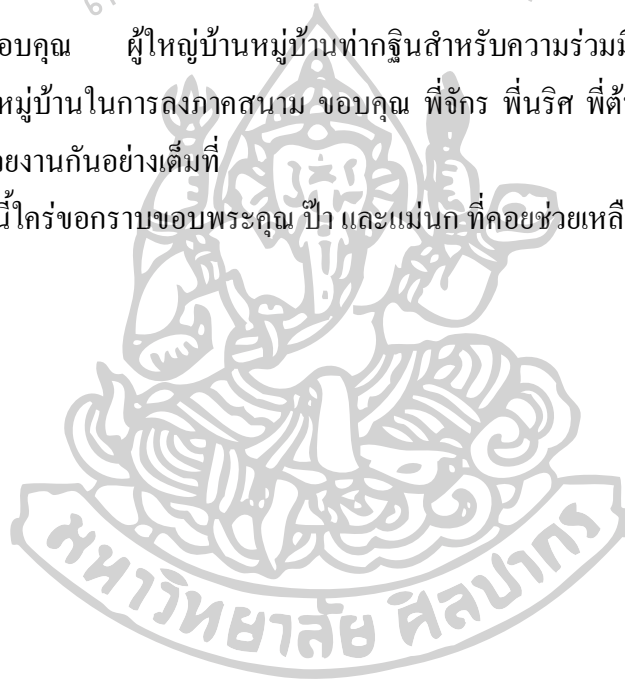 อบคุณ ผู้ใหญ่บ้านหมู่บ้านท่ากฐินสำหรับความร่วมมื
หมู่บ้านในการลงภาคสนาม ขอบคุณ พี่จักร พี่นริศ พี่ต้
วยงานกันอย่างเต็มที่
นี้ใคร่ขอกราบขอบพระคุณ ป๊า และแม่นก ที่คอยช่วยเหลื
มหาวิทยาลัย ศิลปากร